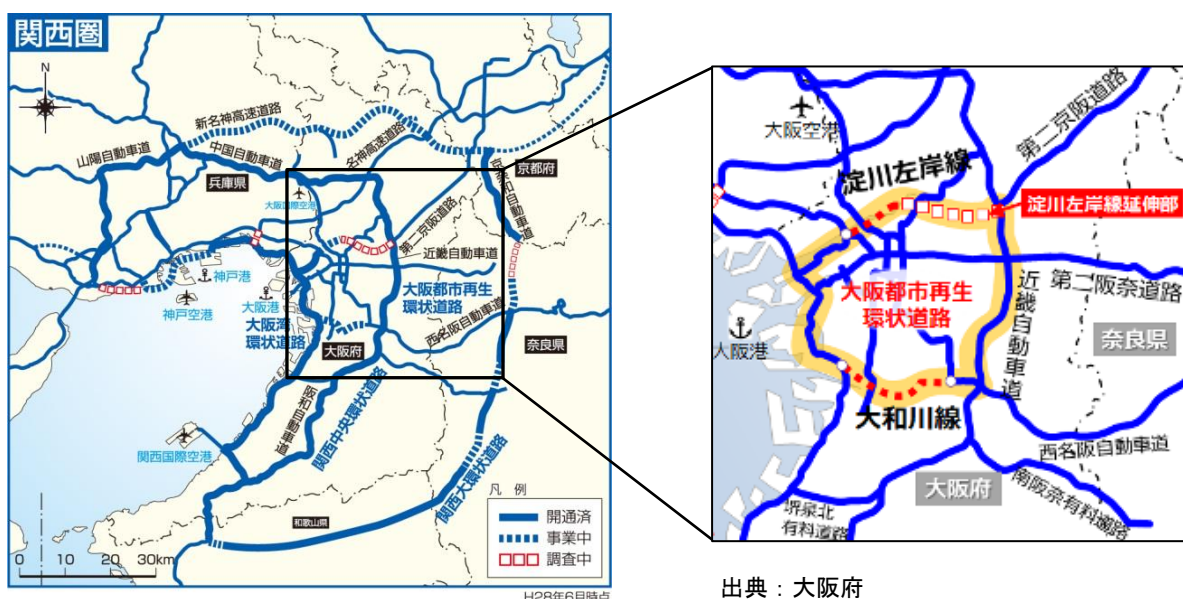 関西圏
N
新名神高速道路
名神高速道路
山陽自動車道
中国自動車道
兵庫県
京都府
京奈和自動車道
大阪国際空港
第二京阪道路
近畿自動車道
神戸港
大阪港
神戸空港
大阪都市再生
環状道路
大阪湾
環状道路
西名阪自動車道
大阪府
奈良県
阪和自動車道
関西中央環状道路
関西国際空港
関西大環状道路
和歌山県
凡 例
開通済
事業中
調査中
0 10 20 30km
H28年6月時点
大阪空港
第二京阪道路
淀川左岸線
淀川左岸線延伸部
大阪都市再生
環状道路
第二阪奈道路
近畿自動車道
奈良県
大阪港
大和川線
西名阪自動車道
大阪府
南阪奈有料道路
堺泉北
有料道路
出典：大阪府